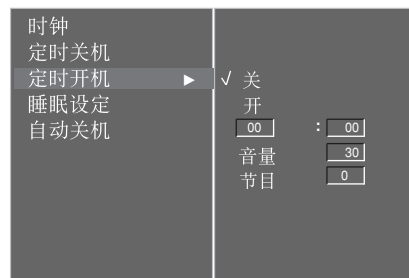 时钟
定时关机
定时开机 ▶
睡眠设定
自动关机
√ 关
开
00 : 00
音量 30
节目 0